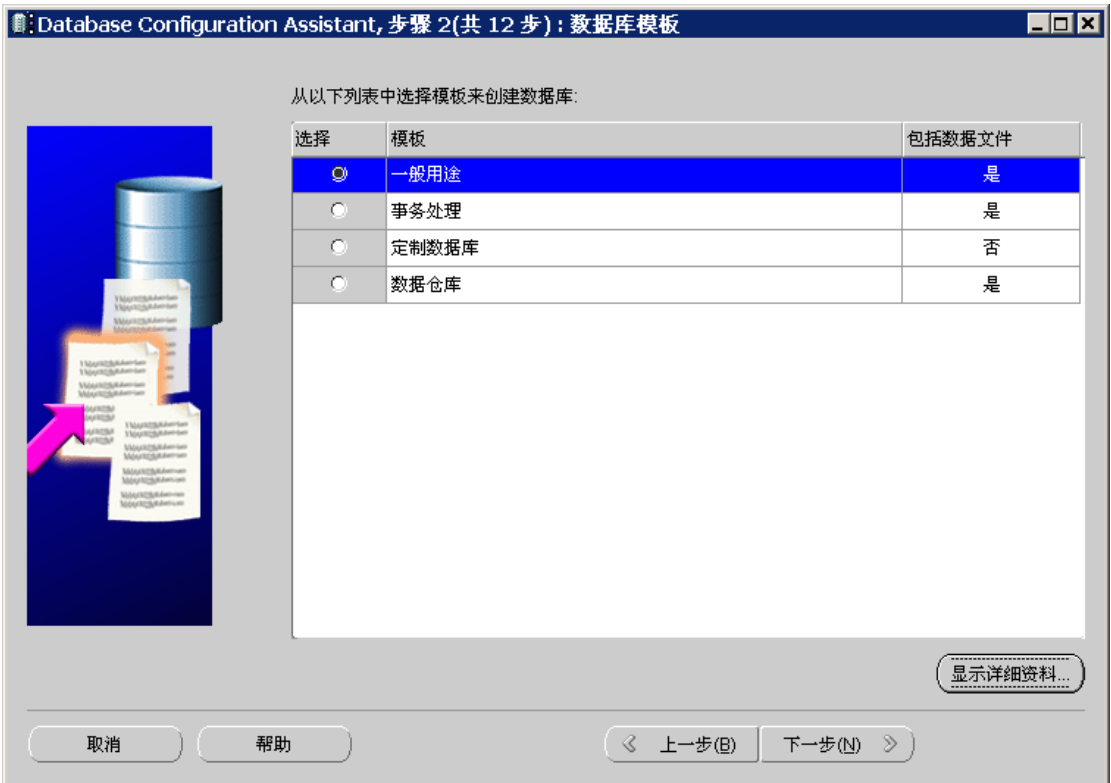 Database Configuration Assistant, 步骤 2(共 12 步) : 数据库模板
从以下列表中选择模板来创建数据库:
选择 模板 包括数据文件
一般用途 是
事务处理 是
定制数据库 否
数据仓库 是
显示详细资料...
取消 帮助 上一步(B) 下一步(N)